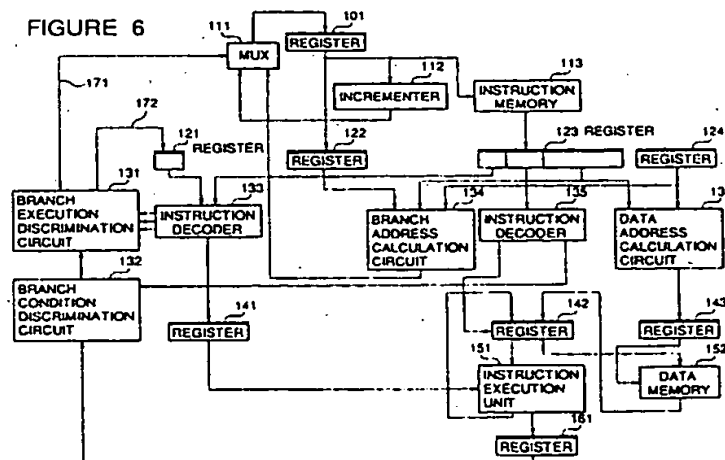 FIGURE 6
111
MUX
101
REGISTER
112
INCREMENTER
113
INSTRUCTION
MEMORY
171
172
121
REGISTER
122
REGISTER
123 REGISTER
124
REGISTER
131
BRANCH
EXECUTION
DISCRIMINATION
CIRCUIT
133
INSTRUCTION
DECODER
134
BRANCH
ADDRESS
CALCULATION
CIRCUIT
135
INSTRUCTION
DECODER
DATA
ADDRESS
CALCULATION
CIRCUIT
132
BRANCH
CONDITION
DISCRIMINATION
CIRCUIT
141
REGISTER
142
REGISTER
143
REGISTER
151
INSTRUCTION
EXECUTION
UNIT
152
DATA
MEMORY
161
REGISTER